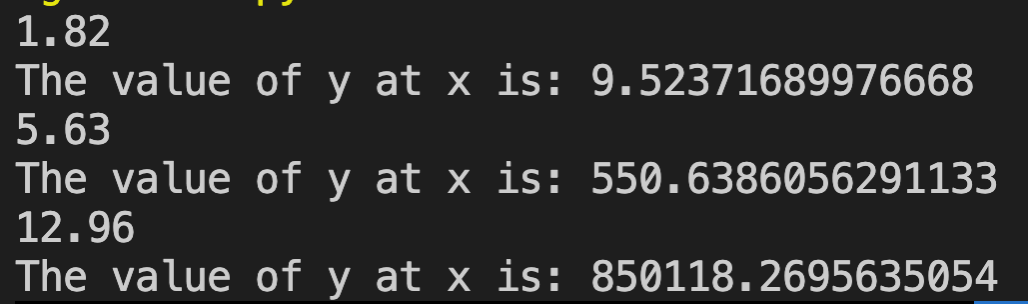 1.82
The value of y at x is: 9.52371689976668
5.63
The value of y at x is: 550.6386056291133
12.96
The value of y at x is: 850118.2695635054